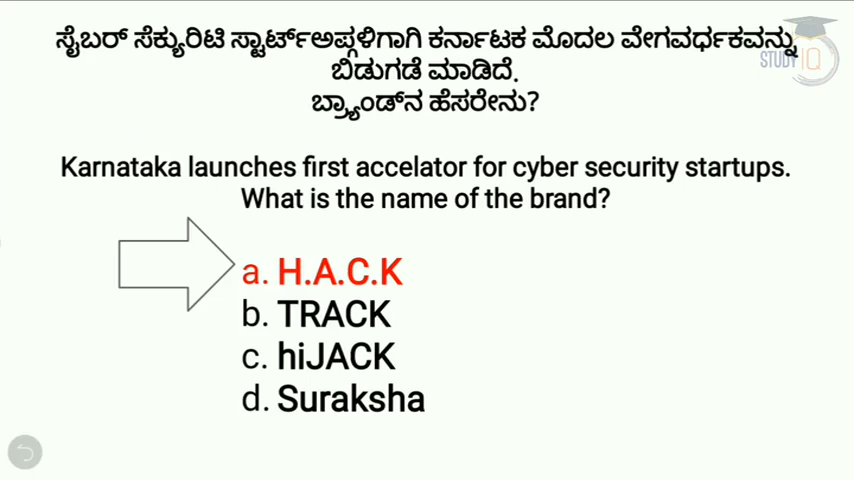 ಸೈಬರ್ ಸೆಕ್ಯುರಿಟಿ ಸ್ಟಾರ್ಟ್‌ಅಪ್ಗಳಿಗಾಗಿ ಕರ್ನಾಟಕ ಮೊದಲ ವೇಗವರ್ಧಕವನ್ನು
ಬಿಡುಗಡೆ ಮಾಡಿದೆ.
ಬ್ರ್ಯಾಂಡ್‌ನ ಹೆಸರೇನು?
STUDY IQ
Karnataka launches first accelator for cyber security startups.
What is the name of the brand?
a. H.A.C.K
b. TRACK
c. hiJACK
d. Suraksha